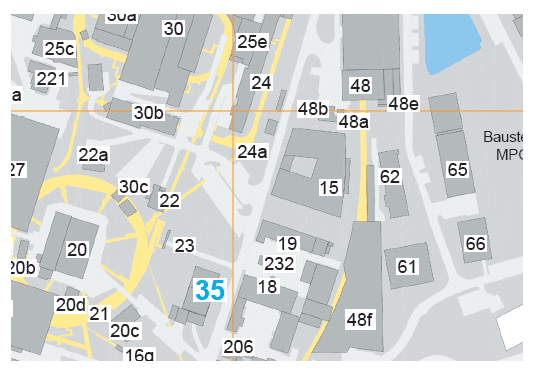 30a
30
25c
25e
221
24
48
a
30b
48b
48e
48a
Bauste
MPC
22a
24a
27
65
62
30c
15
22
20
23
19
66
20b
232
61
35
18
20d
21
48f
20c
16g
206